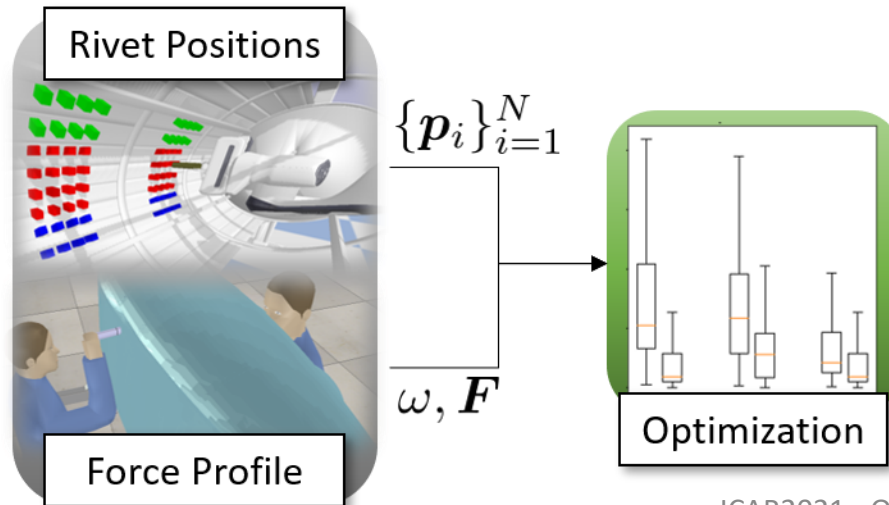 Rivet Positions
{p_i}_{i=1}^N
ω, F
Optimization
Force Profile